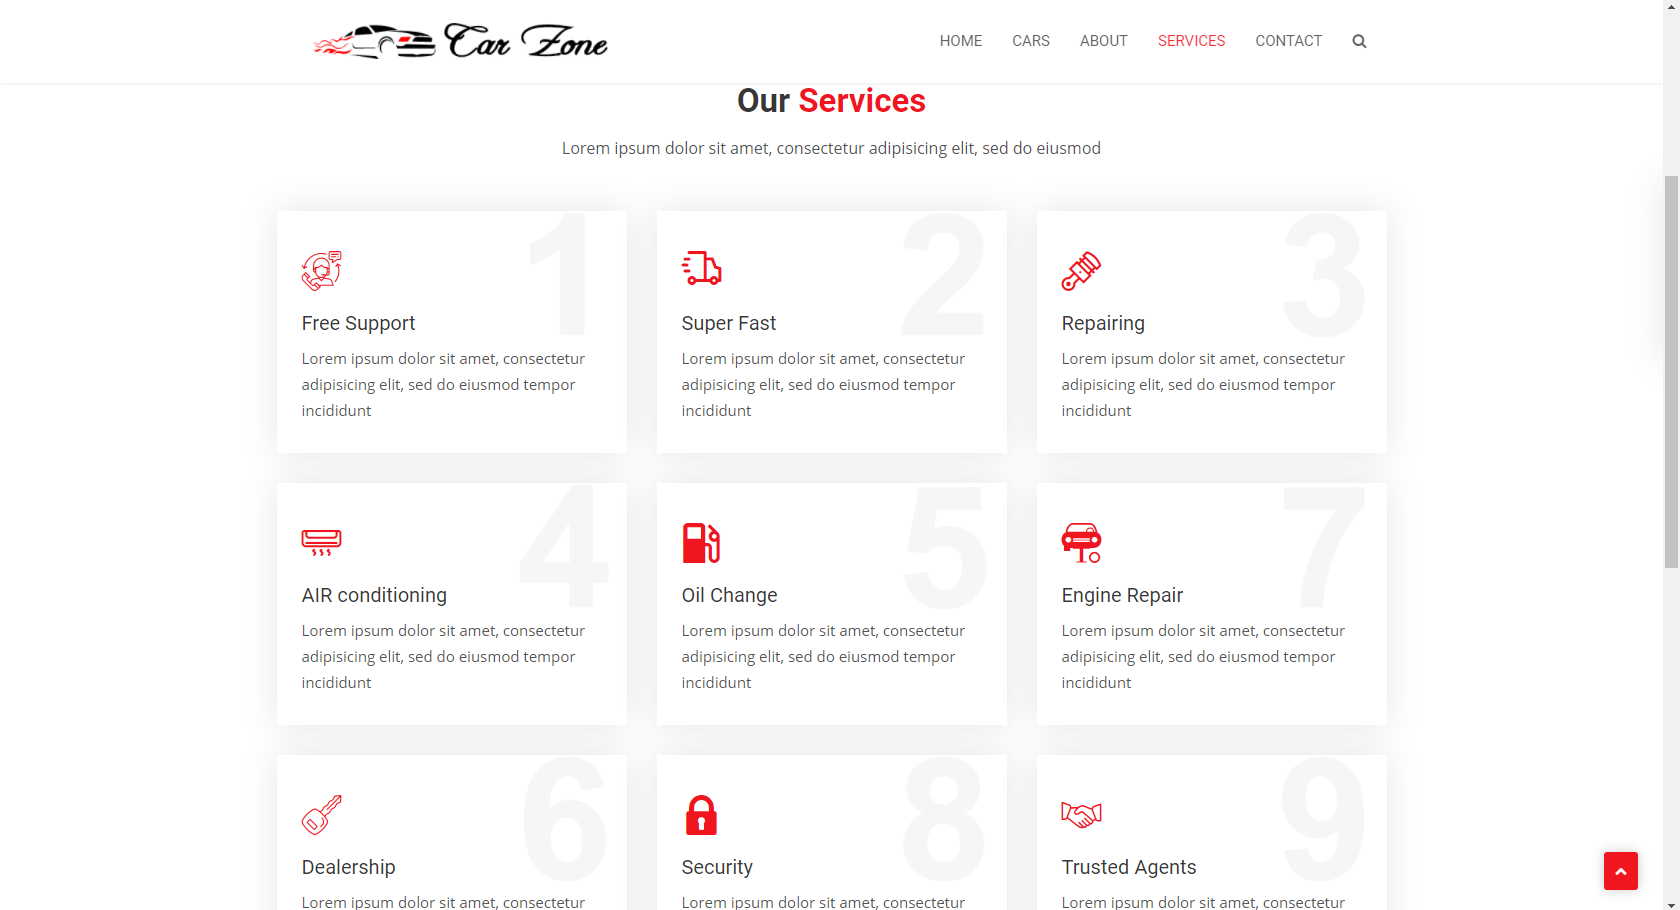 Car Zone
HOME CARS ABOUT SERVICES CONTACT
Our Services
Lorem ipsum dolor sit amet, consectetur adipisicing elit, sed do eiusmod
1
Free Support
Lorem ipsum dolor sit amet, consectetur
adipisicing elit, sed do eiusmod tempor
incididunt
2
Super Fast
Lorem ipsum dolor sit amet, consectetur
adipisicing elit, sed do eiusmod tempor
incididunt
3
Repairing
Lorem ipsum dolor sit amet, consectetur
adipisicing elit, sed do eiusmod tempor
incididunt
4
AIR conditioning
Lorem ipsum dolor sit amet, consectetur
adipisicing elit, sed do eiusmod tempor
incididunt
5
Oil Change
Lorem ipsum dolor sit amet, consectetur
adipisicing elit, sed do eiusmod tempor
incididunt
7
Engine Repair
Lorem ipsum dolor sit amet, consectetur
adipisicing elit, sed do eiusmod tempor
incididunt
6
Dealership
Lorem ipsum dolor sit amet, consectetur
8
Security
Lorem ipsum dolor sit amet, consectetur
9
Trusted Agents
Lorem ipsum dolor sit amet, consectetur